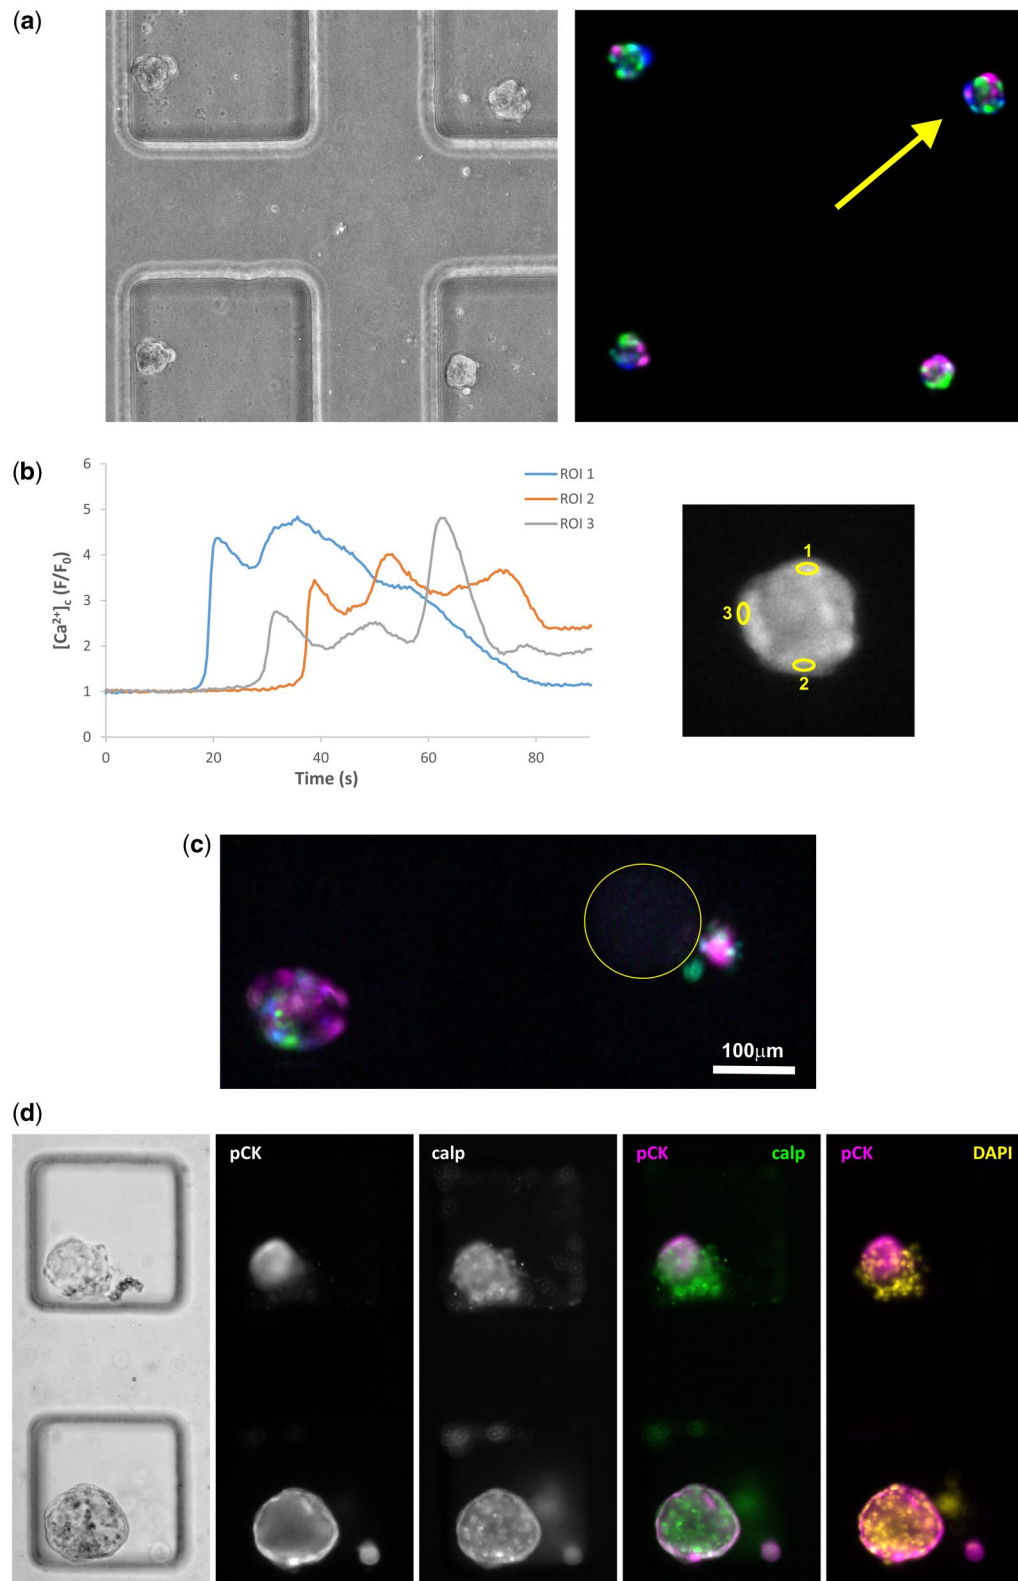 (a)
(b)
6
5
4
3
2
1
0
[Ca²⁺]c (F/F₀)
0
20
40
60
80
Time (s)
ROI 1
ROI 2
ROI 3
1
3
2
(c)
100μm
(d)
pCK
calp
pCK calp
pCK DAPI